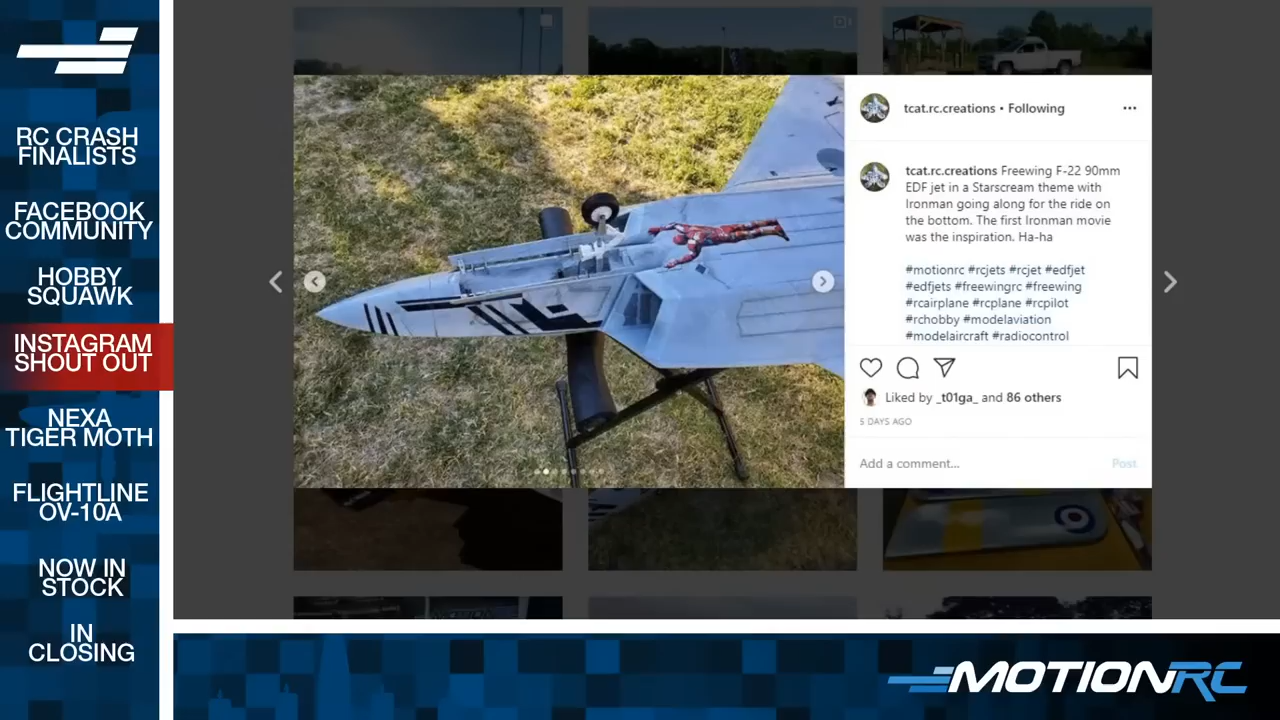 RC CRASH
FINALISTS
FACEBOOK
COMMUNITY
HOBBY
SQUAWK
INSTAGRAM
SHOUT OUT
NEXA
TIGER MOTH
FLIGHTLINE
OV-10A
NOW IN
STOCK
IN
CLOSING
tcat.rc.creations • Following
tcat.rc.creations Freewing F-22 90mm
EDF jet in a Starscream theme with
Ironman going along for the ride on
the bottom. The first Ironman movie
was the inspiration. Ha-ha
#motionrc #rcjets #rcjet #edfjet
#edfjets #freewingrc #freewing
#rcairplane #rcplane #rcpilot
#rchobby #modelaviation
#modelaircraft #radiocontrol
Liked by _t01ga_ and 86 others
5 DAYS AGO
Add a comment...
Post
MOTIONRC